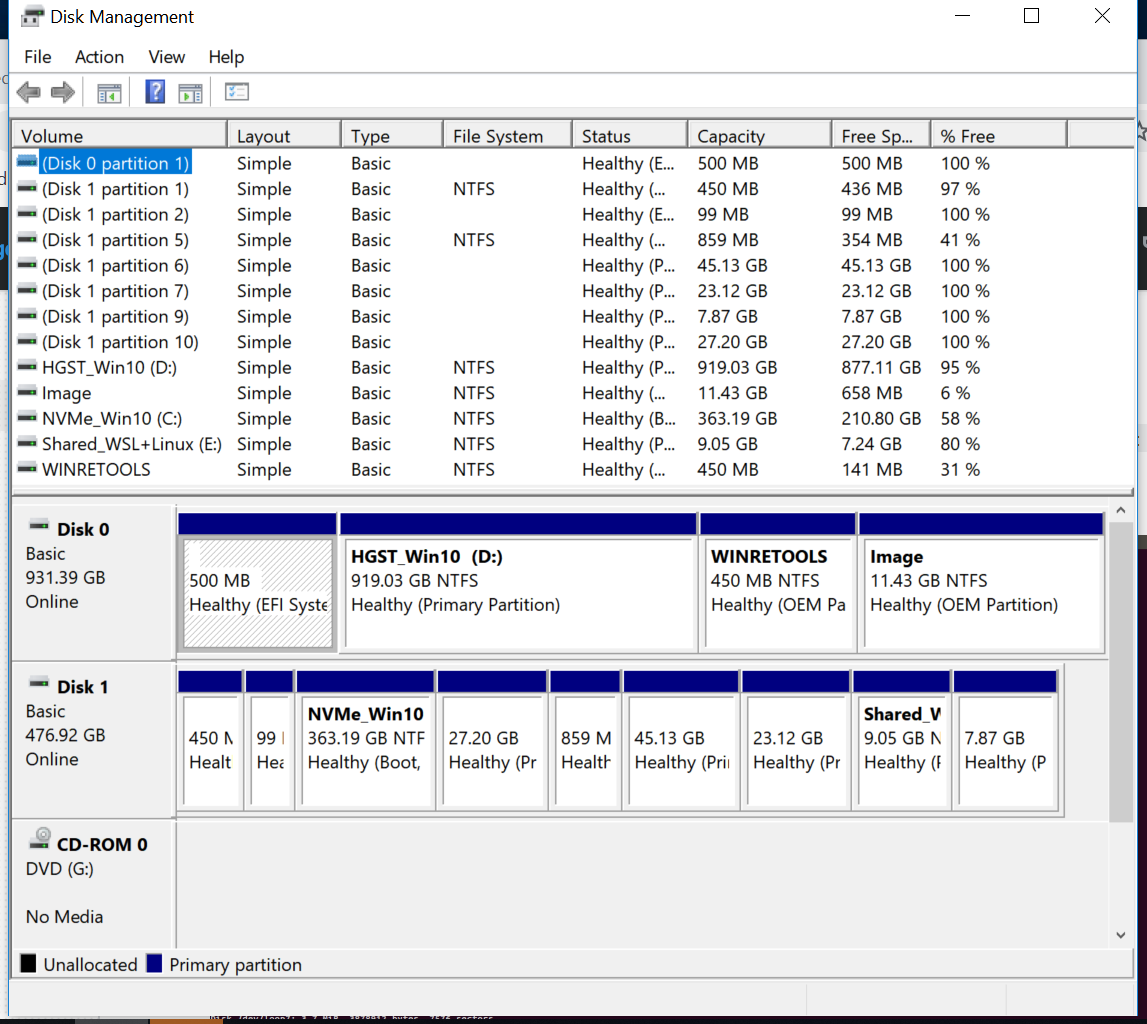 Disk Management
File Action View Help
Volume Layout Type File System Status Capacity Free Sp... % Free
(Disk 0 partition 1) Simple Basic Healthy (E... 500 MB 500 MB 100 %
(Disk 1 partition 1) Simple Basic NTFS Healthy (... 450 MB 436 MB 97 %
(Disk 1 partition 2) Simple Basic Healthy (E... 99 MB 99 MB 100 %
(Disk 1 partition 5) Simple Basic NTFS Healthy (... 859 MB 354 MB 41 %
(Disk 1 partition 6) Simple Basic Healthy (P... 45.13 GB 45.13 GB 100 %
(Disk 1 partition 7) Simple Basic Healthy (P... 23.12 GB 23.12 GB 100 %
(Disk 1 partition 9) Simple Basic Healthy (P... 7.87 GB 7.87 GB 100 %
(Disk 1 partition 10) Simple Basic Healthy (P... 27.20 GB 27.20 GB 100 %
HGST_Win10 (D:) Simple Basic NTFS Healthy (P... 919.03 GB 877.11 GB 95 %
Image Simple Basic NTFS Healthy (... 11.43 GB 658 MB 6 %
NVMe_Win10 (C:) Simple Basic NTFS Healthy (B... 363.19 GB 210.80 GB 58 %
Shared_WSL+Linux (E:) Simple Basic NTFS Healthy (P... 9.05 GB 7.24 GB 80 %
WINRETOOLS Simple Basic NTFS Healthy (... 450 MB 141 MB 31 %
Disk 0
Basic
931.39 GB
Online
500 MB
Healthy (EFI Syste
HGST_Win10 (D:)
919.03 GB NTFS
Healthy (Primary Partition)
WINRETOOLS
450 MB NTFS
Healthy (OEM Pa
Image
11.43 GB NTFS
Healthy (OEM Partition)
Disk 1
Basic
476.92 GB
Online
450 M
Healt
99
Hea
NVMe_Win10
363.19 GB NTF
Healthy (Boot,
27.20 GB
Healthy (Pr
859 M
Health
45.13 GB
Healthy (Pri
23.12 GB
Healthy (Pr
Shared_W
9.05 GB N
Healthy (P
7.87 GB
Healthy (P
CD-ROM 0
DVD (G:)
No Media
Unallocated Primary partition